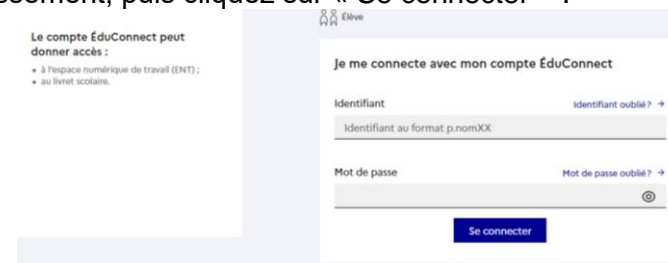 puis cliquez sur « Se connecter » .
Élève
Le compte ÉduConnect peut
donner accès :
• à l'espace numérique de travail (ENT) ;
• au livret scolaire.
Je me connecte avec mon compte ÉduConnect
Identifiant
Identifiant oublié ? →
Identifiant au format p.nomXX
Mot de passe
Mot de passe oublié ? →
Se connecter